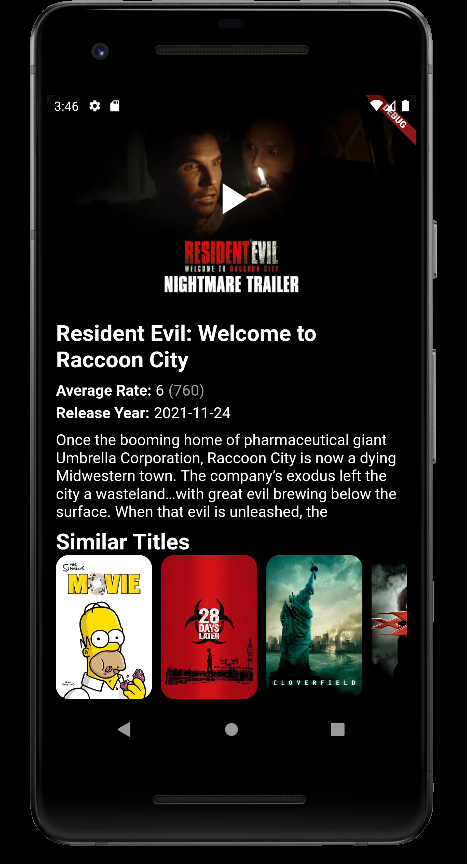 3:46
DEBUG
RESIDENT EVIL
WELCOME TO RACCOON CITY
NIGHTMARE TRAILER
Resident Evil: Welcome to
Raccoon City
Average Rate: 6 (760)
Release Year: 2021-11-24
Once the booming home of pharmaceutical giant
Umbrella Corporation, Raccoon City is now a dying
Midwestern town. The company's exodus left the
city a wasteland…with great evil brewing below the
surface. When that evil is unleashed, the
Similar Titles
THE Simpsons
MOVIE
28
DAYS
LATER
CLOVERFIELD